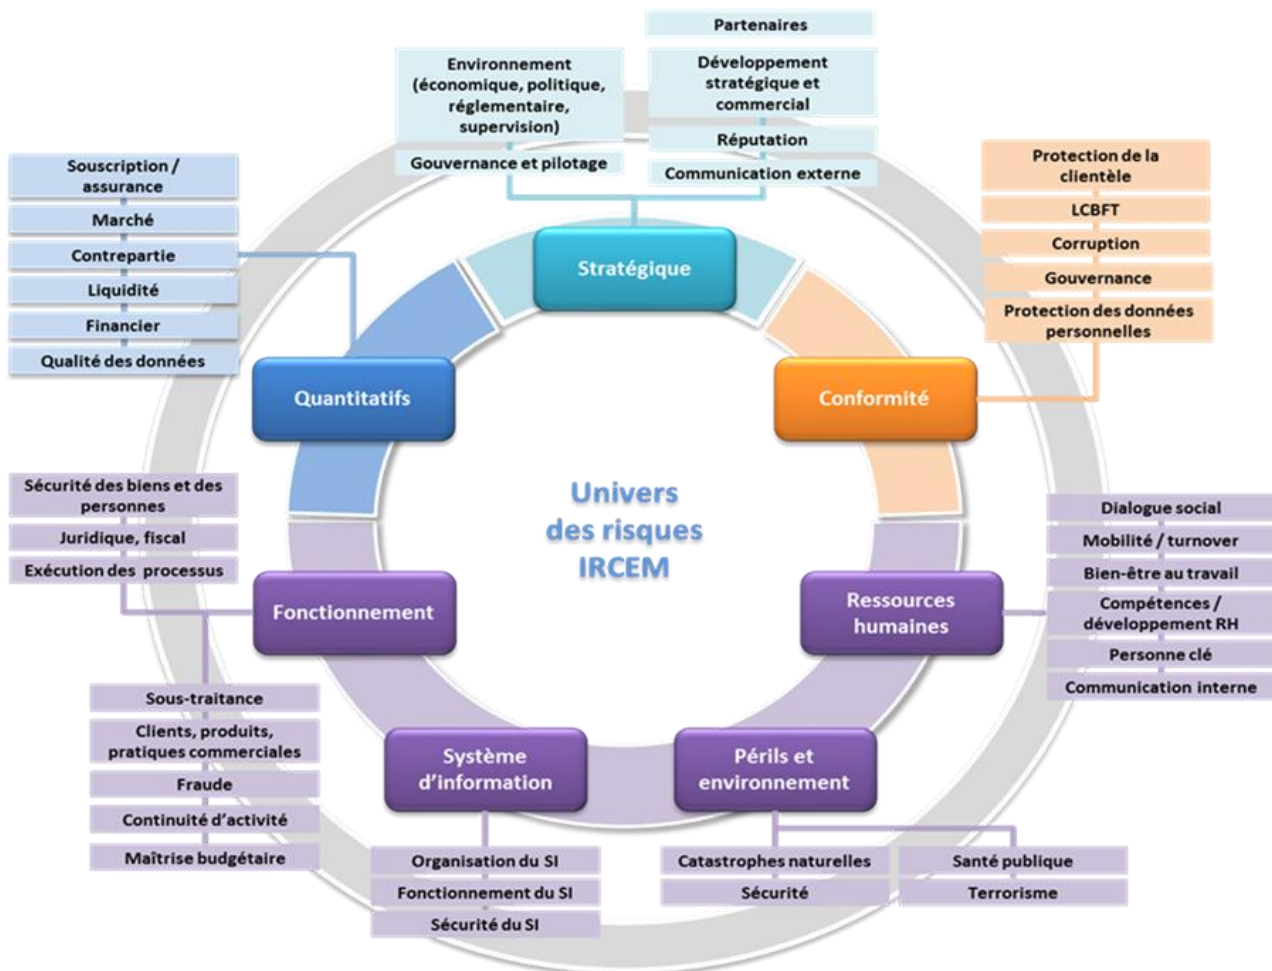 Partenaires
Environnement
(économique, politique,
réglementaire,
supervision)
Gouvernance et pilotage
Développement
stratégique et
commercial
Réputation
Communication externe
Souscription /
assurance
Marché
Contrepartie
Liquidité
Financier
Qualité des données
Protection de la
clientèle
LCBFT
Corruption
Gouvernance
Protection des données
personnelles
Stratégique
Quantitatifs
Conformité
Univers
des risques
IRCEM
Sécurité des biens et des
personnes
Juridique, fiscal
Exécution des processus
Fonctionnement
Ressources
humaines
Dialogue social
Mobilité / turnover
Bien-être au travail
Compétences /
développement RH
Personne clé
Communication interne
Sous-traitance
Clients, produits,
pratiques commerciales
Fraude
Continuité d'activité
Maîtrise budgétaire
Système
d'information
Périls et
environnement
Organisation du SI
Fonctionnement du SI
Sécurité du SI
Catastrophes naturelles
Sécurité
Santé publique
Terrorisme